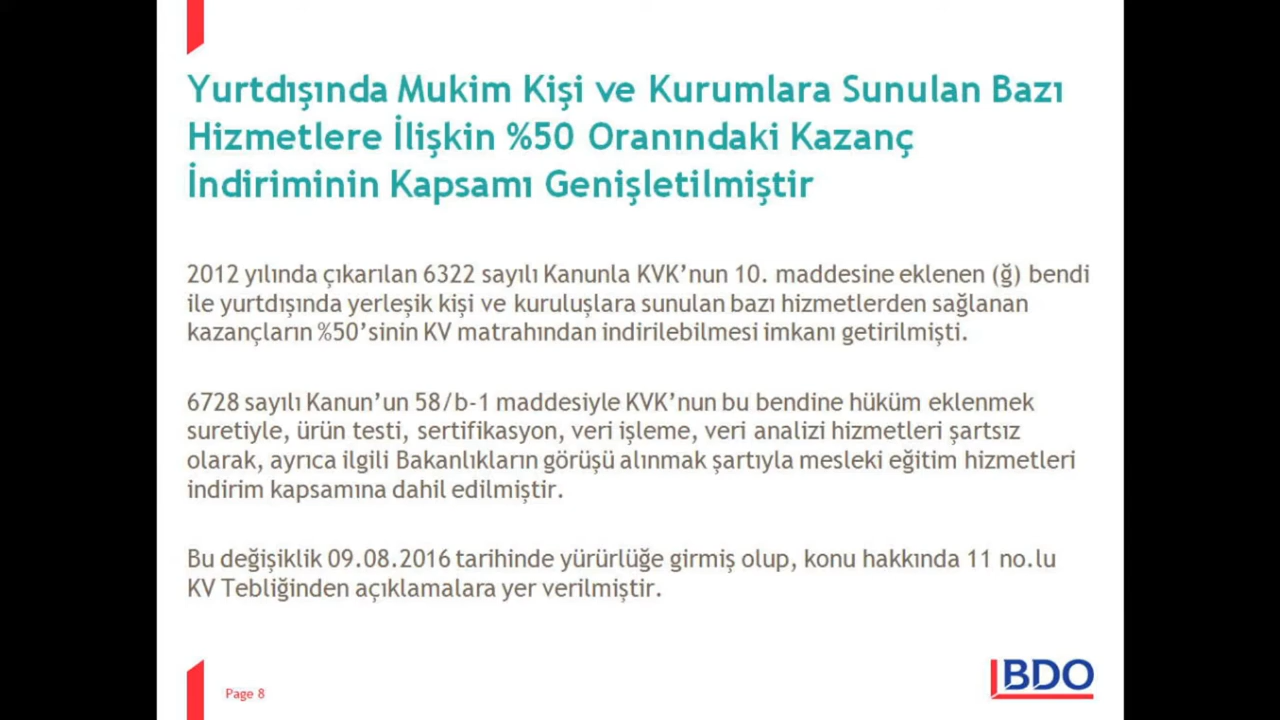 Yurtdışında Mukim Kişi ve Kurumlara Sunulan Bazı
Hizmetlere İlişkin %50 Oranındaki Kazanç
İndiriminin Kapsamı Genişletilmiştir
2012 yılında çıkarılan 6322 sayılı Kanunla KVK’nun 10. maddesine eklenen (ğ) bendi
ile yurtdışında yerleşik kişi ve kuruluşlara sunulan bazı hizmetlerden sağlanan
kazançların %50’sinin KV matrahından indirilebilmesi imkanı getirilmişti.
6728 sayılı Kanun’un 58/b-1 maddesiyle KVK’nun bu bendine hüküm eklenmek
suretiyle, ürün testi, sertifikasyon, veri işleme, veri analizi hizmetleri şartsız
olarak, ayrıca ilgili Bakanlıkların görüşü alınmak şartıyla mesleki eğitim hizmetleri
indirim kapsamına dahil edilmiştir.
Bu değişiklik 09.08.2016 tarihinde yürürlüğe girmiş olup, konu hakkında 11 no.lu
KV Tebliğinden açıklamalara yer verilmiştir.
Page 8
BDO